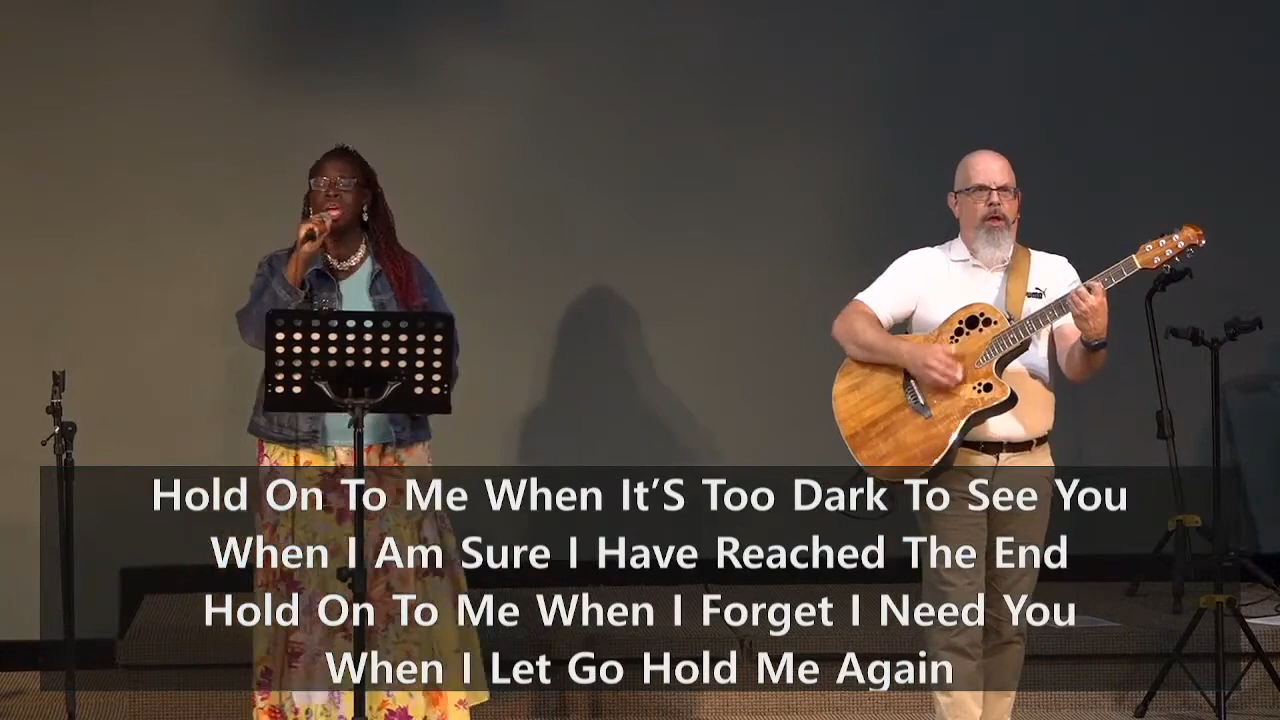 PUMA
Hold On To Me When It’S Too Dark To See You
When I Am Sure I Have Reached The End
Hold On To Me When I Forget I Need You
When I Let Go Hold Me Again